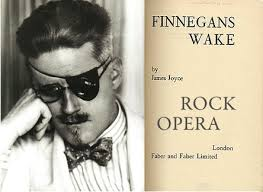 FINNEGANS
WAKE
by
James Joyce
ROCK
OPERA
London
Faber and Faber Limited